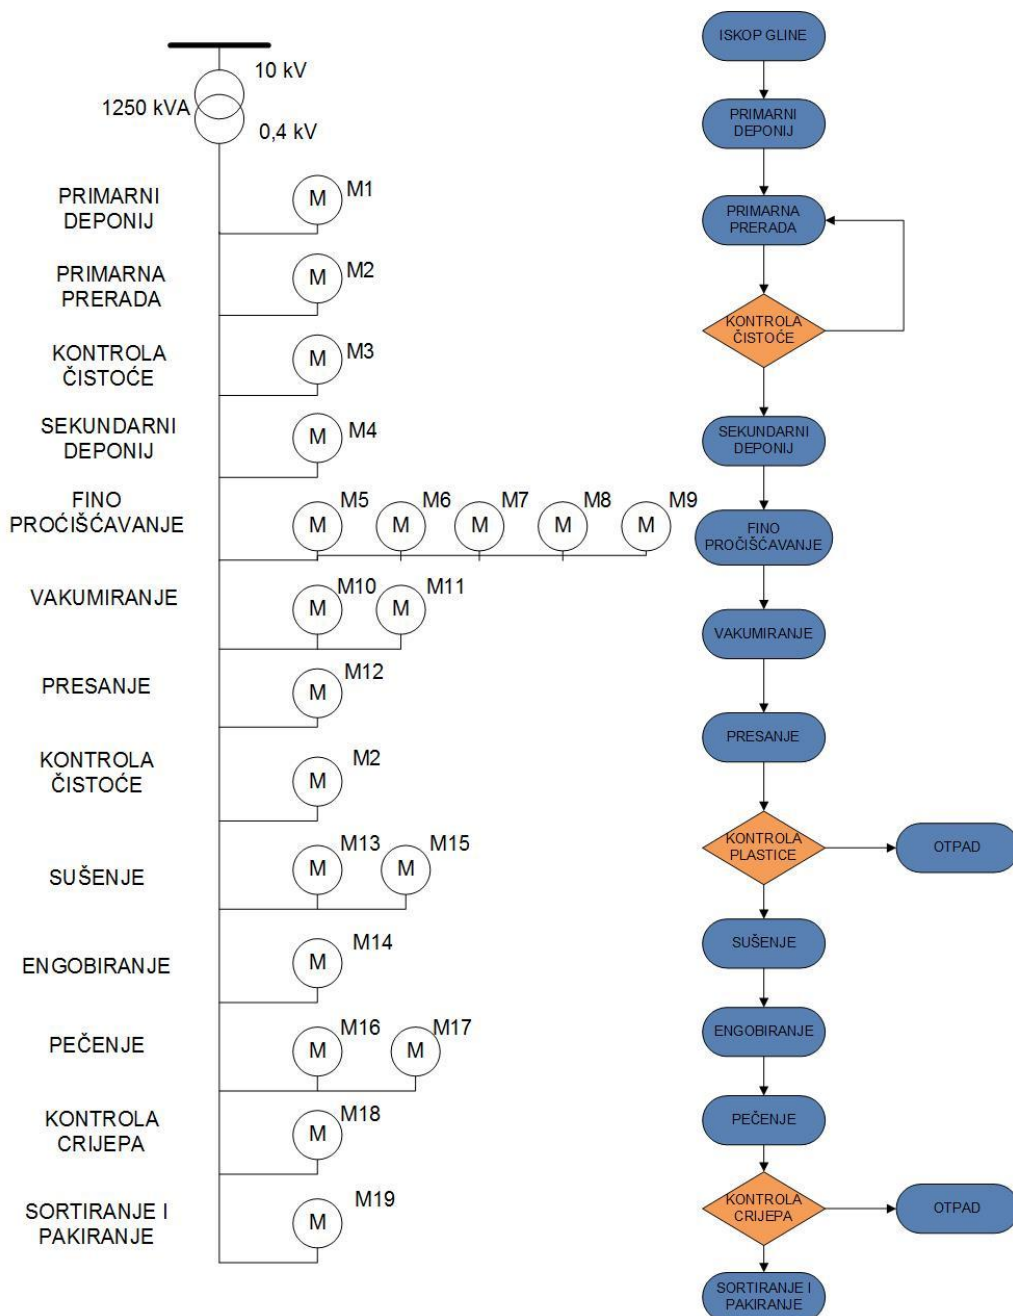 10 kV
1250 kVA
0,4 kV
PRIMARNI
DEPONIJ
M
M1
PRIMARNA
PRERADA
M
M2
KONTROLA
ČISTOĆE
M
M3
SEKUNDARNI
DEPONIJ
M
M4
FINO
PROĆIŠĆAVANJE
M
M5
M
M6
M
M7
M
M8
M
M9
VAKUMIRANJE
M
M10
M
M11
PRESANJE
M
M12
KONTROLA
ČISTOĆE
M
M2
SUŠENJE
M
M13
M
M15
ENGOBIRANJE
M
M14
PEČENJE
M
M16
M
M17
KONTROLA
CRIJEPA
M
M18
SORTIRANJE I
PAKIRANJE
M
M19
ISKOP GLINE
PRIMARNI
DEPONIJ
PRIMARNA
PRERADA
KONTROLA
ČISTOĆE
SEKUNDARNI
DEPONIJ
FINO
PROČIŠĆAVANJE
VAKUMIRANJE
PRESANJE
KONTROLA
PLASTICE
OTPAD
SUŠENJE
ENGOBIRANJE
PEČENJE
KONTROLA
CRIJEPA
OTPAD
SORTIRANJE I
PAKIRANJE